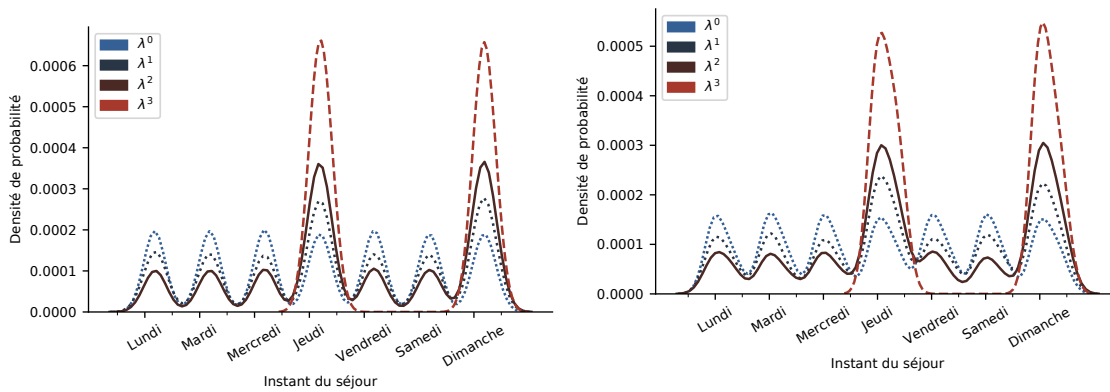 λ⁰
λ¹
λ²
λ³
0.0006
0.0005
0.0004
0.0003
0.0002
0.0001
0.0000
Densité de probabilité
Lundi
Mardi
Mercredi
Jeudi
Vendredi
Samedi
Dimanche
Instant du séjour
λ⁰
λ¹
λ²
λ³
0.0005
0.0004
0.0003
0.0002
0.0001
0.0000
Densité de probabilité
Lundi
Mardi
Mercredi
Jeudi
Vendredi
Samedi
Dimanche
Instant du séjour